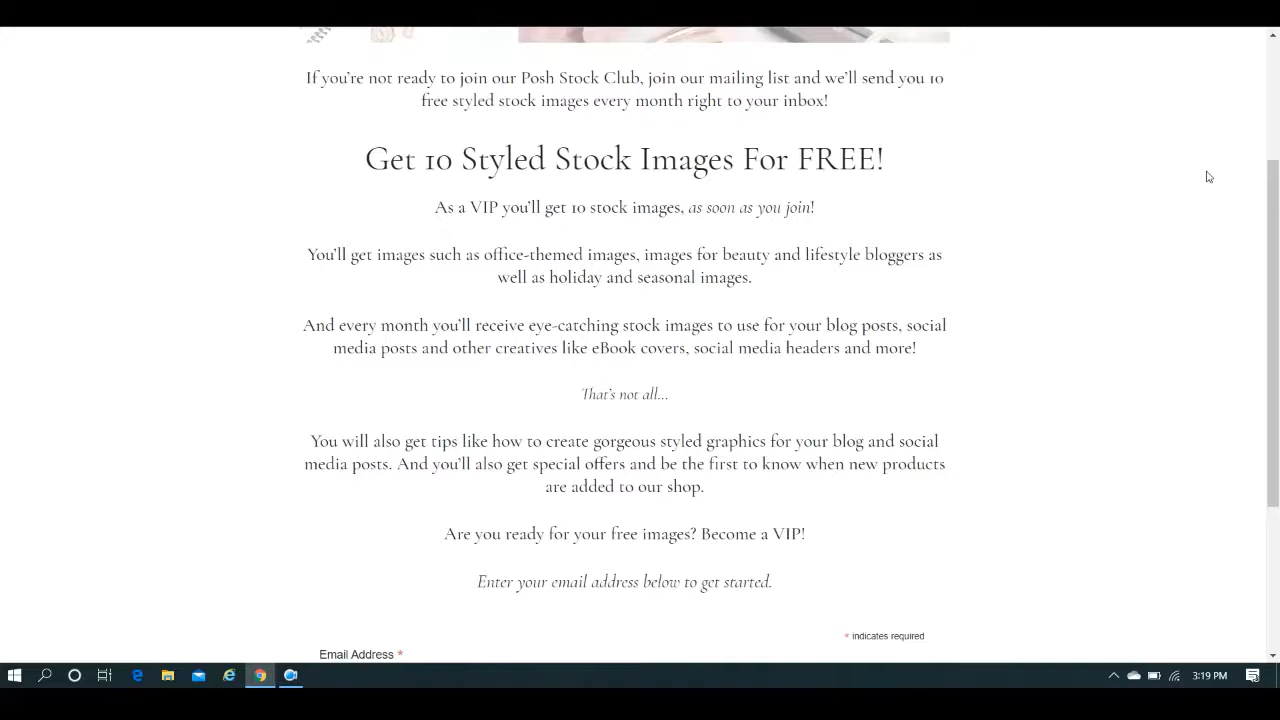 If you're not ready to join our Posh Stock Club, join our mailing list and we'll send you 10
free styled stock images every month right to your inbox!
Get 10 Styled Stock Images For FREE!
As a VIP you'll get 10 stock images, as soon as you join!
You'll get images such as office-themed images, images for beauty and lifestyle bloggers as
well as holiday and seasonal images.
And every month you'll receive eye-catching stock images to use for your blog posts, social
media posts and other creatives like eBook covers, social media headers and more!
That's not all...
You will also get tips like how to create gorgeous styled graphics for your blog and social
media posts. And you'll also get special offers and be the first to know when new products
are added to our shop.
Are you ready for your free images? Become a VIP!
Enter your email address below to get started.
* indicates required
Email Address *
3:19 PM